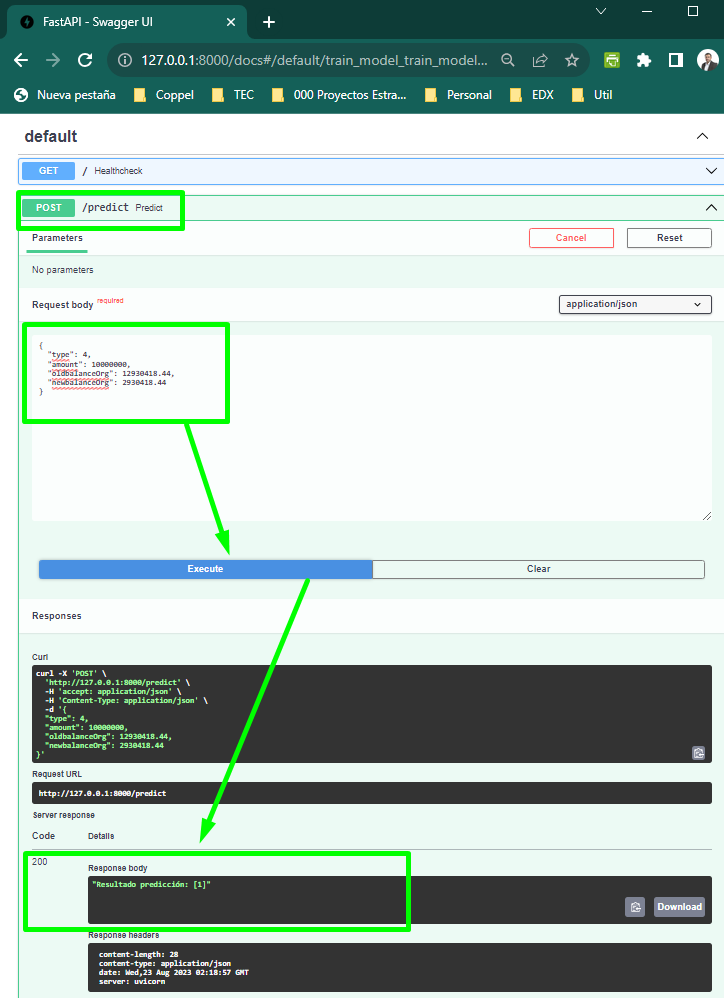 FastAPI - Swagger UI
127.0.0.1:8000/docs#/default/train_model_train_model...
Nueva pestaña Coppel TEC 000 Proyectos Estra... Personal EDX Util
default
GET / Healthcheck
POST /predict Predict
Parameters Cancel Reset
No parameters
Request body required application/json
{
"type": 4,
"amount": 10000000,
"oldbalanceOrg": 12930418.44,
"newbalanceOrg": 2930418.44
}
Execute Clear
Responses
Curl
curl -X 'POST' \
'http://127.0.0.1:8000/predict' \
-H 'accept: application/json' \
-H 'Content-Type: application/json' \
-d '{
"type": 4,
"amount": 10000000,
"oldbalanceOrg": 12930418.44,
"newbalanceOrg": 2930418.44
}'
Request URL
http://127.0.0.1:8000/predict
Server response
Code Details
200
Response body
"Resultado predicción: [1]"
Download
Response headers
content-length: 28
content-type: application/json
date: Wed,23 Aug 2023 02:18:57 GMT
server: uvicorn